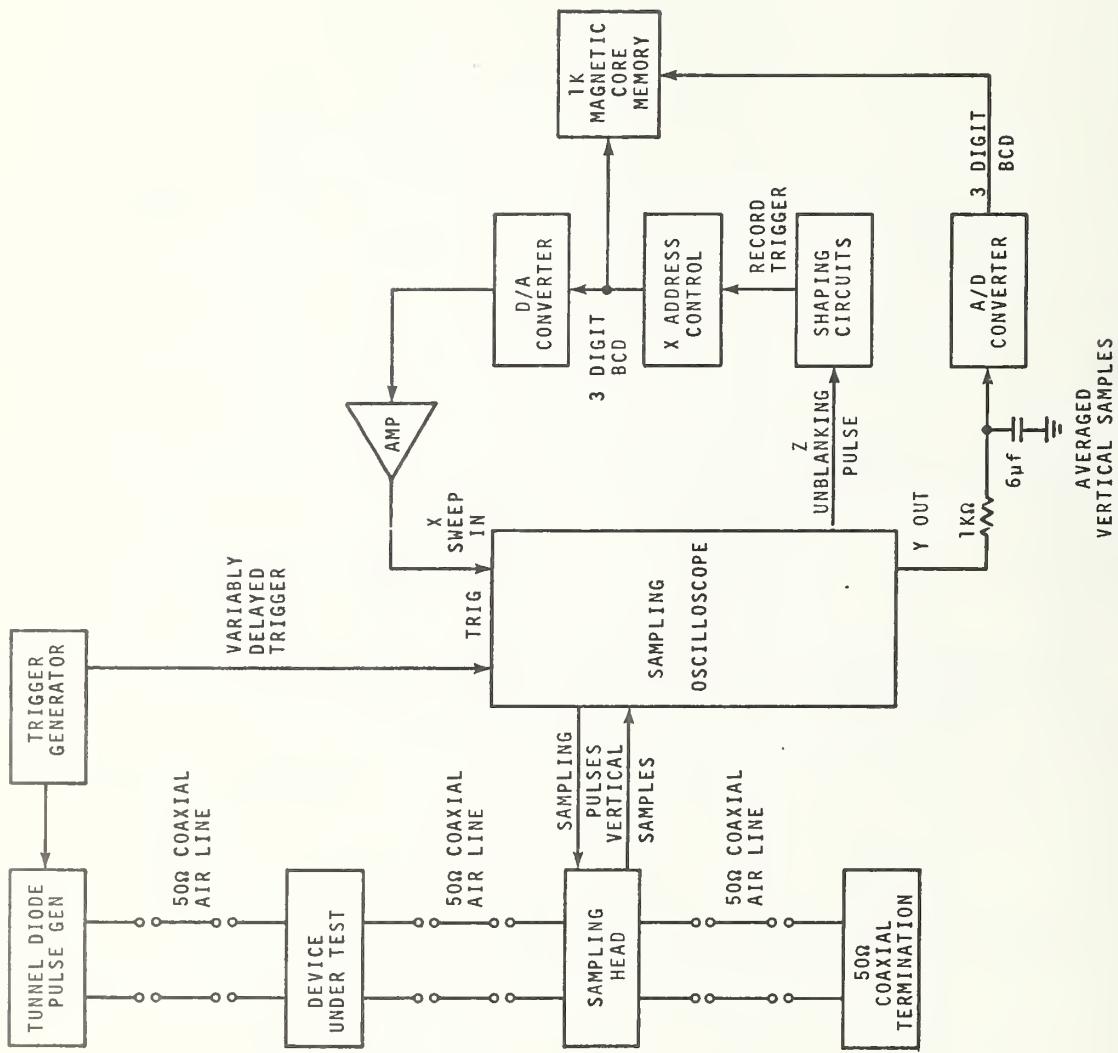 TUNNEL DIODE
PULSE GEN
TRIGGER
GENERATOR
50Ω COAXIAL
AIR LINE
VARIABLY
DELAYED
TRIGGER
DEVICE
UNDER TEST
50Ω COAXIAL
AIR LINE
SAMPLING
PULSES
VERTICAL
SAMPLES
SAMPLING
HEAD
50Ω COAXIAL
AIR LINE
50Ω
COAXIAL
TERMINATION
TRIG
X
SWEEP
IN
SAMPLING
OSCILLOSCOPE
AMP
D/A
CONVERTER
3 DIGIT
BCD
1K
MAGNETIC
CORE
MEMORY
X ADDRESS
CONTROL
RECORD
TRIGGER
SHAPING
CIRCUITS
Z
UNBLANKING
PULSE
Y OUT
1KΩ
6µf
A/D
CONVERTER
3 DIGIT
BCD
AVERAGED
VERTICAL SAMPLES